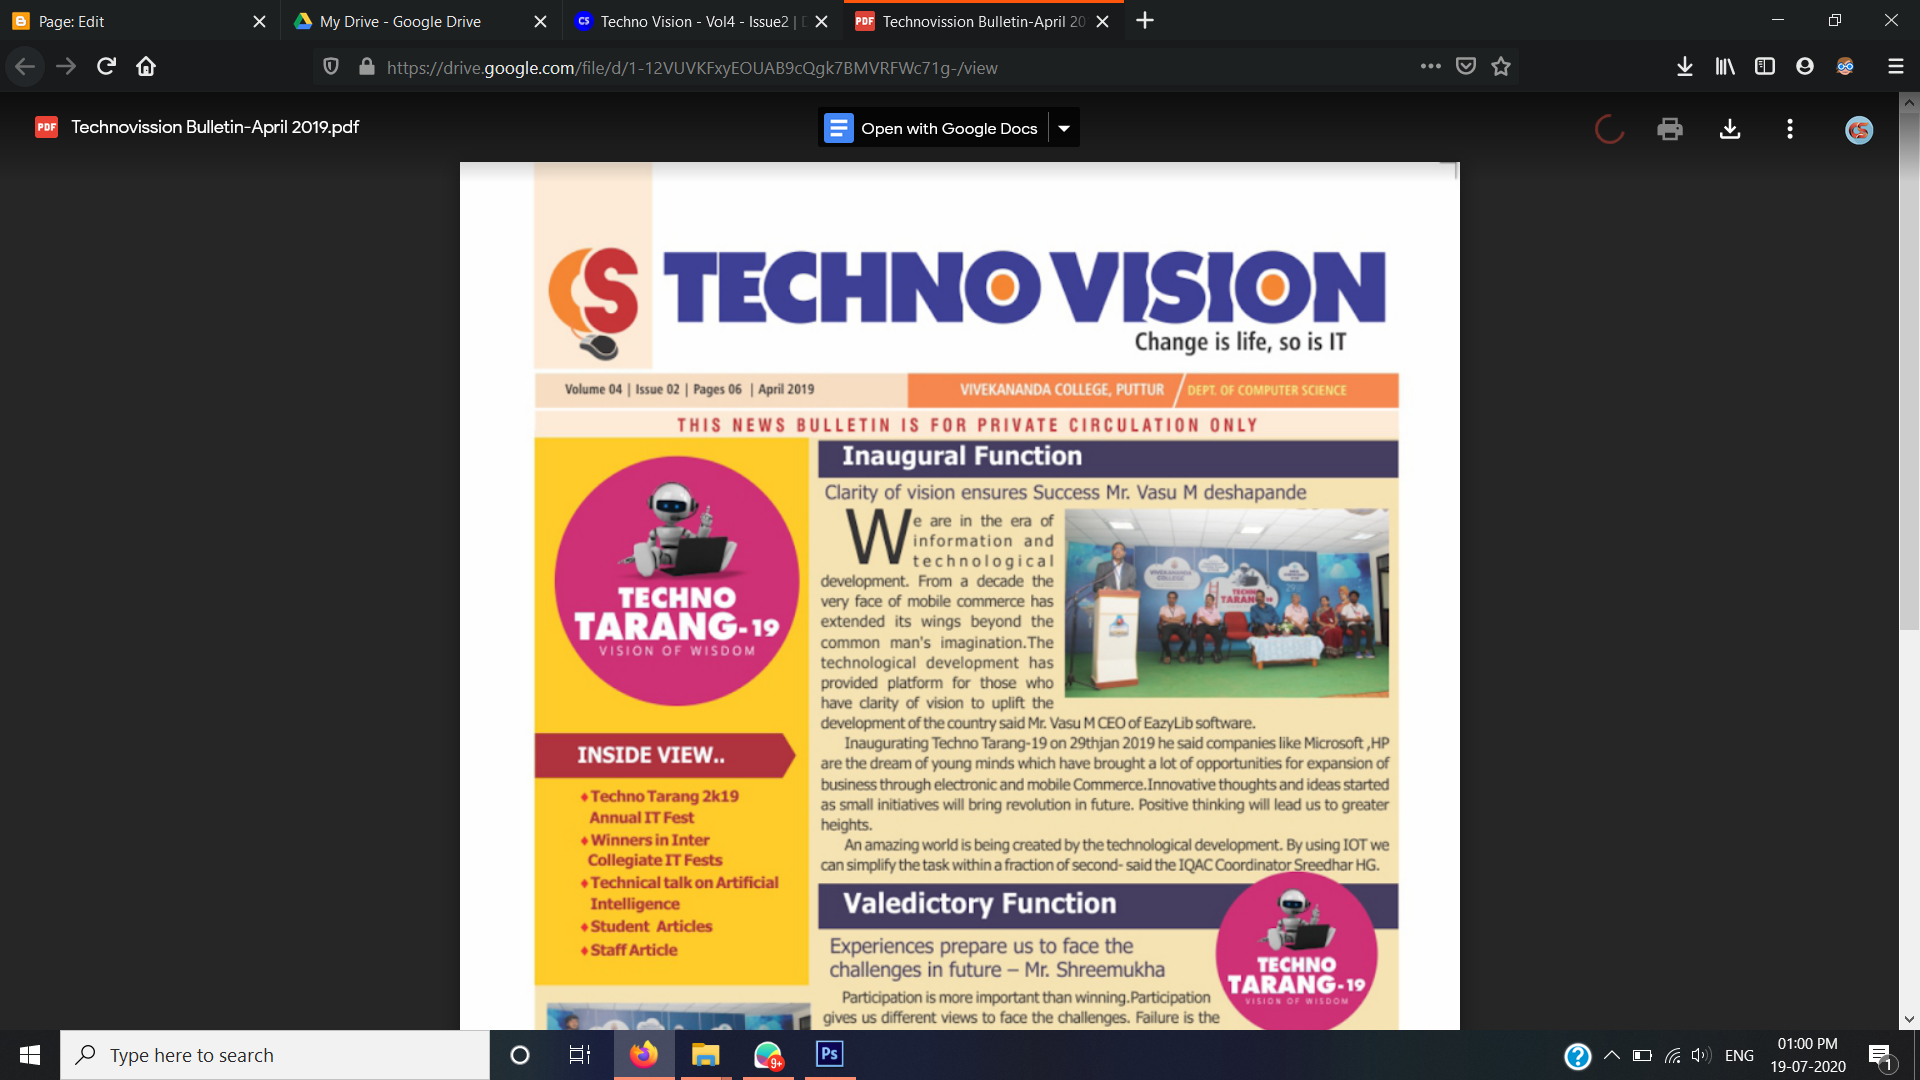 Page: Edit
My Drive - Google Drive
CS Techno Vision - Vol4 - Issue2 | D
PDF Technovission Bulletin-April 20
https://drive.google.com/file/d/1-12VUVKFxyEOUAB9cQgk7BMVRFWc71g-/view
PDF Technovission Bulletin-April 2019.pdf
Open with Google Docs
CS TECHNO VISION
Change is life, so is IT
Volume 04 | Issue 02 | Pages 06 | April 2019
VIVEKANANDA COLLEGE, PUTTUR / DEPT. OF COMPUTER SCIENCE
THIS NEWS BULLETIN IS FOR PRIVATE CIRCULATION ONLY
TECHNO
TARANG-19
VISION OF WISDOM
INSIDE VIEW..
♦Techno Tarang 2k19
Annual IT Fest
♦Winners in Inter
Collegiate IT Fests
♦Technical talk on Artificial
Intelligence
♦Student Articles
♦Staff Article
Inaugural Function
Clarity of vision ensures Success Mr. Vasu M deshapande
We are in the era of
information and
technological
development. From a decade the
very face of mobile commerce has
extended its wings beyond the
common man's imagination.The
technological development has
provided platform for those who
have clarity of vision to uplift the
development of the country said Mr. Vasu M CEO of EazyLib software.
VIVEKANANDA
COLLEGE
TECHNO
TARANG
Inaugurating Techno Tarang-19 on 29thjan 2019 he said companies like Microsoft ,HP
are the dream of young minds which have brought a lot of opportunities for expansion of
business through electronic and mobile Commerce.Innovative thoughts and ideas started
as small initiatives will bring revolution in future. Positive thinking will lead us to greater
heights.
An amazing world is being created by the technological development. By using IOT we
can simplify the task within a fraction of second- said the IQAC Coordinator Sreedhar HG.
Valedictory Function
Experiences prepare us to face the
challenges in future – Mr. Shreemukha
Participation is more important than winning.Participation
gives us different views to face the challenges. Failure is the
TECHNO
TARANG-19
VISION OF WISDOM
Type here to search
9+
Ps
ENG
01:00 PM
19-07-2020
1